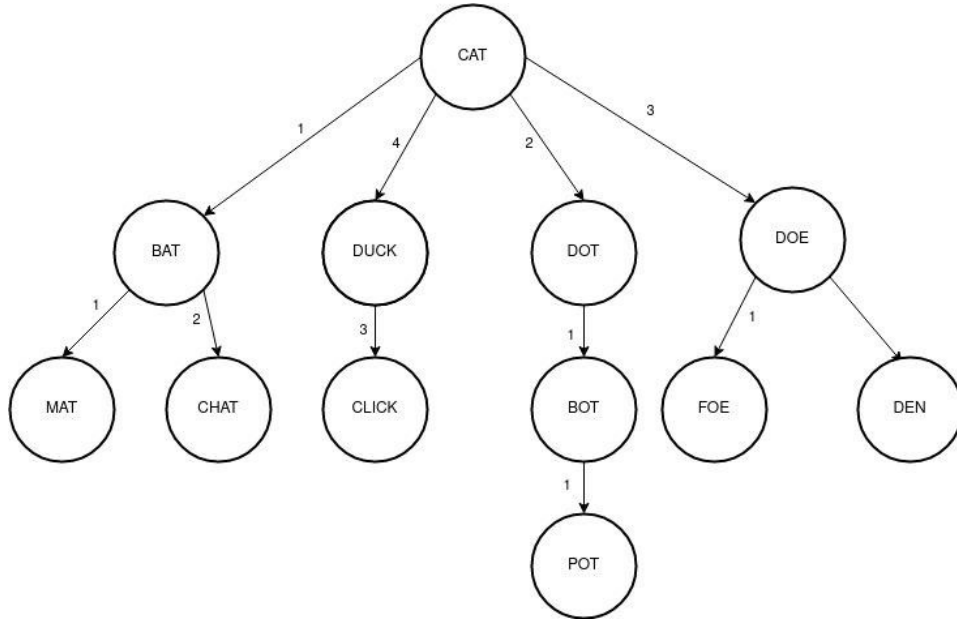 CAT
1
4
2
3
BAT
DUCK
DOT
DOE
1
2
3
1
1
MAT
CHAT
CLICK
BOT
FOE
DEN
1
POT